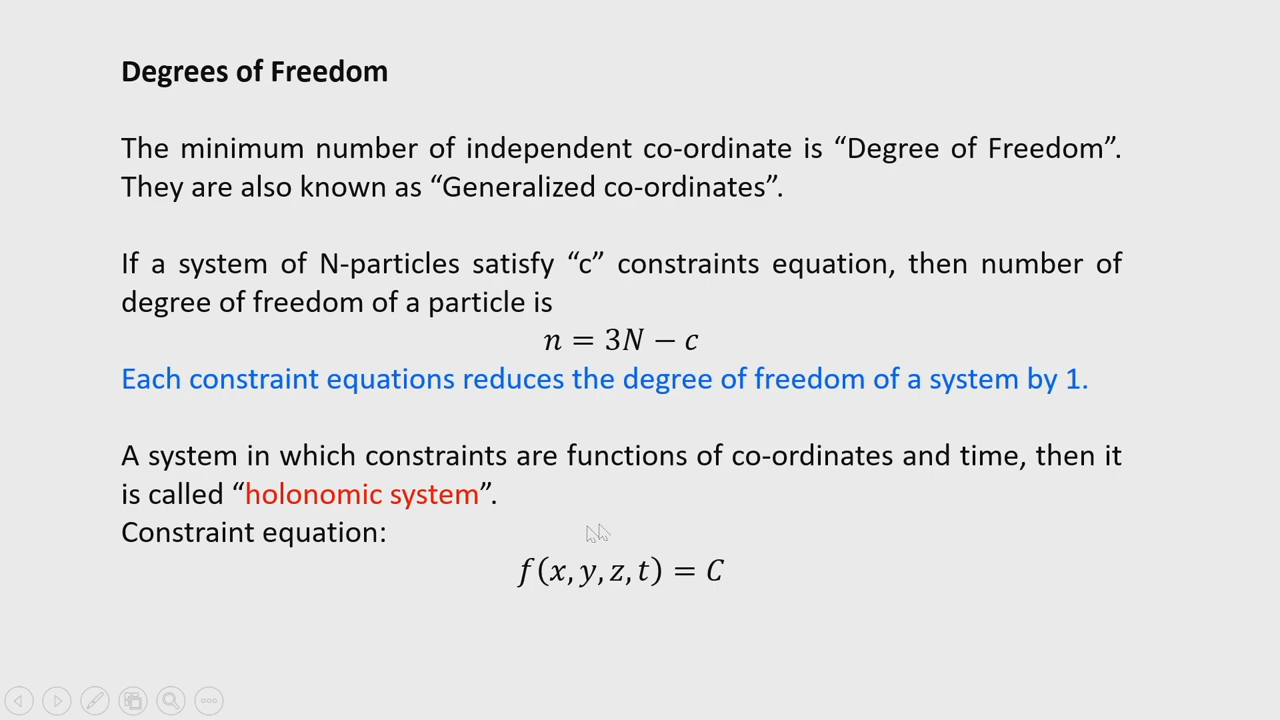 Degrees of Freedom
The minimum number of independent co-ordinate is “Degree of Freedom”.
They are also known as “Generalized co-ordinates”.
If a system of N-particles satisfy “c” constraints equation, then number of
degree of freedom of a particle is
n = 3N − c
Each constraint equations reduces the degree of freedom of a system by 1.
A system in which constraints are functions of co-ordinates and time, then it
is called “holonomic system”.
Constraint equation:
f(x, y, z, t) = C